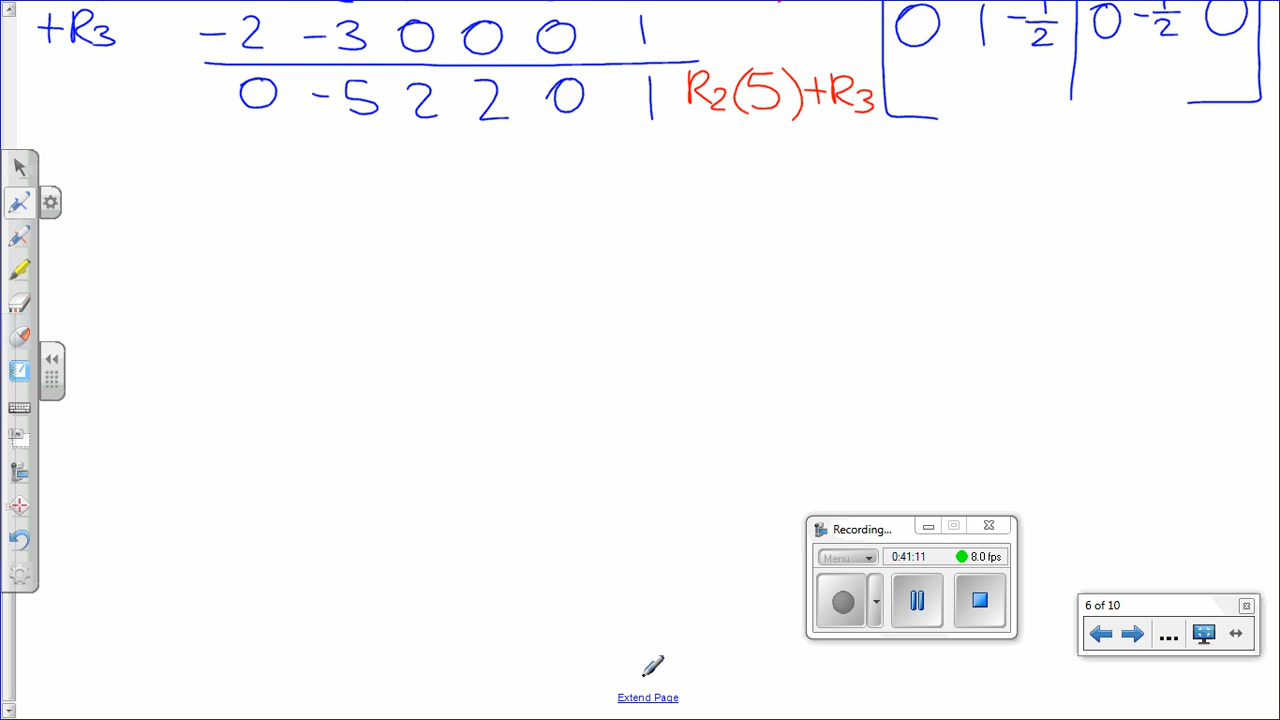 +R3 -2 -3 0 0 0 1
0 -5 2 2 0 1 R2(5)+R3
0 1 -1/2 0 -1/2 0
Recording...
Menu 0:41:11 8.0 fps
6 of 10
...
Extend Page